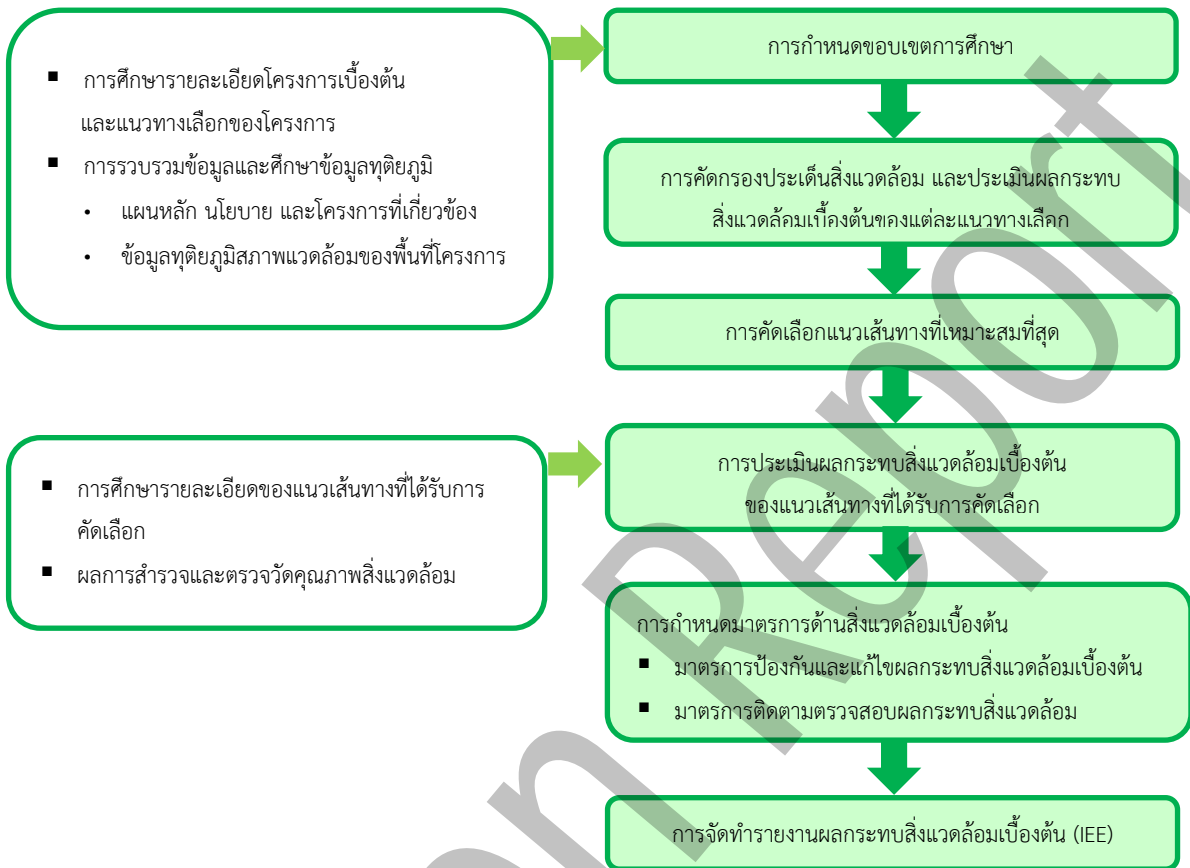 ▪ การศึกษารายละเอียดโครงการเบื้องต้น
และแนวทางเลือกของโครงการ
▪ การรวบรวมข้อมูลและศึกษาข้อมูลทุติยภูมิ
• แผนหลัก นโยบาย และโครงการที่เกี่ยวข้อง
• ข้อมูลทุติยภูมิสภาพแวดล้อมของพื้นที่โครงการ
การกำหนดขอบเขตการศึกษา
การคัดกรองประเด็นสิ่งแวดล้อม และประเมินผลกระทบ
สิ่งแวดล้อมเบื้องต้นของแต่ละแนวทางเลือก
การคัดเลือกแนวเส้นทางที่เหมาะสมที่สุด
▪ การศึกษารายละเอียดของแนวเส้นทางที่ได้รับการ
คัดเลือก
▪ ผลการสำรวจและตรวจวัดคุณภาพสิ่งแวดล้อม
การประเมินผลกระทบสิ่งแวดล้อมเบื้องต้น
ของแนวเส้นทางที่ได้รับการคัดเลือก
การกำหนดมาตรการด้านสิ่งแวดล้อมเบื้องต้น
▪ มาตรการป้องกันและแก้ไขผลกระทบสิ่งแวดล้อมเบื้องต้น
▪ มาตรการติดตามตรวจสอบผลกระทบสิ่งแวดล้อม
การจัดทำรายงานผลกระทบสิ่งแวดล้อมเบื้องต้น (IEE)
n Report